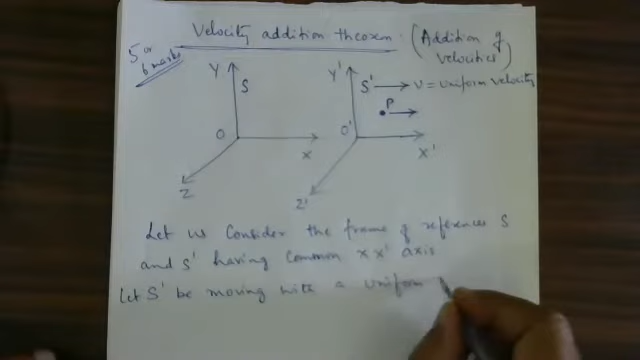 Velocity addition theorem. (Addition of velocities)
5 or 6 marks
Y
S
O
X
Z
Y'
S' → v = uniform velocity
P
O'
X'
Z'
Let us Consider the frame of references S
and S' having Common x x' axis
Let S' be moving with a uniform